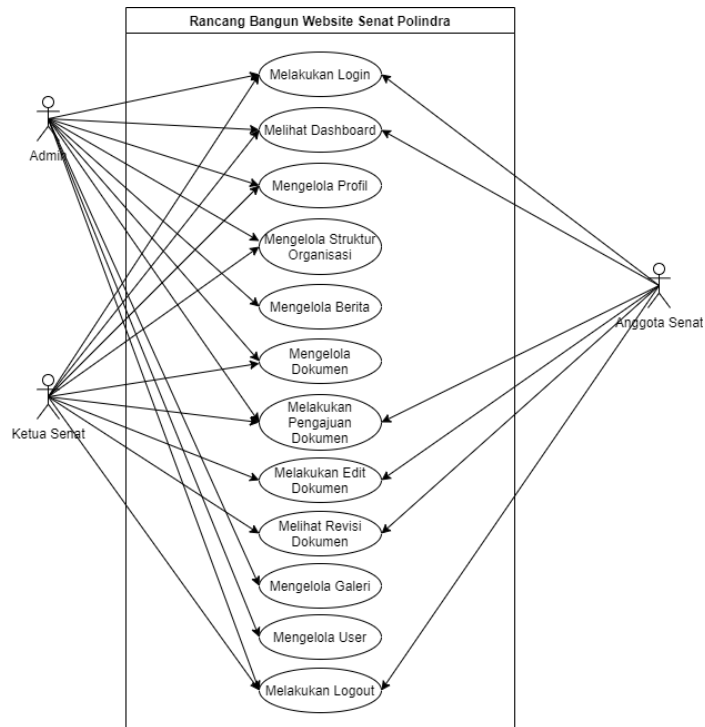 Rancang Bangun Website Senat Polindra
Melakukan Login
Melihat Dashboard
Admin
Mengelola Profil
Mengelola Struktur
Organisasi
Mengelola Berita
Anggota Senat
Mengelola
Dokumen
Melakukan
Pengajuan
Dokumen
Ketua Senat
Melakukan Edit
Dokumen
Melihat Revisi
Dokumen
Mengelola Galeri
Mengelola User
Melakukan Logout